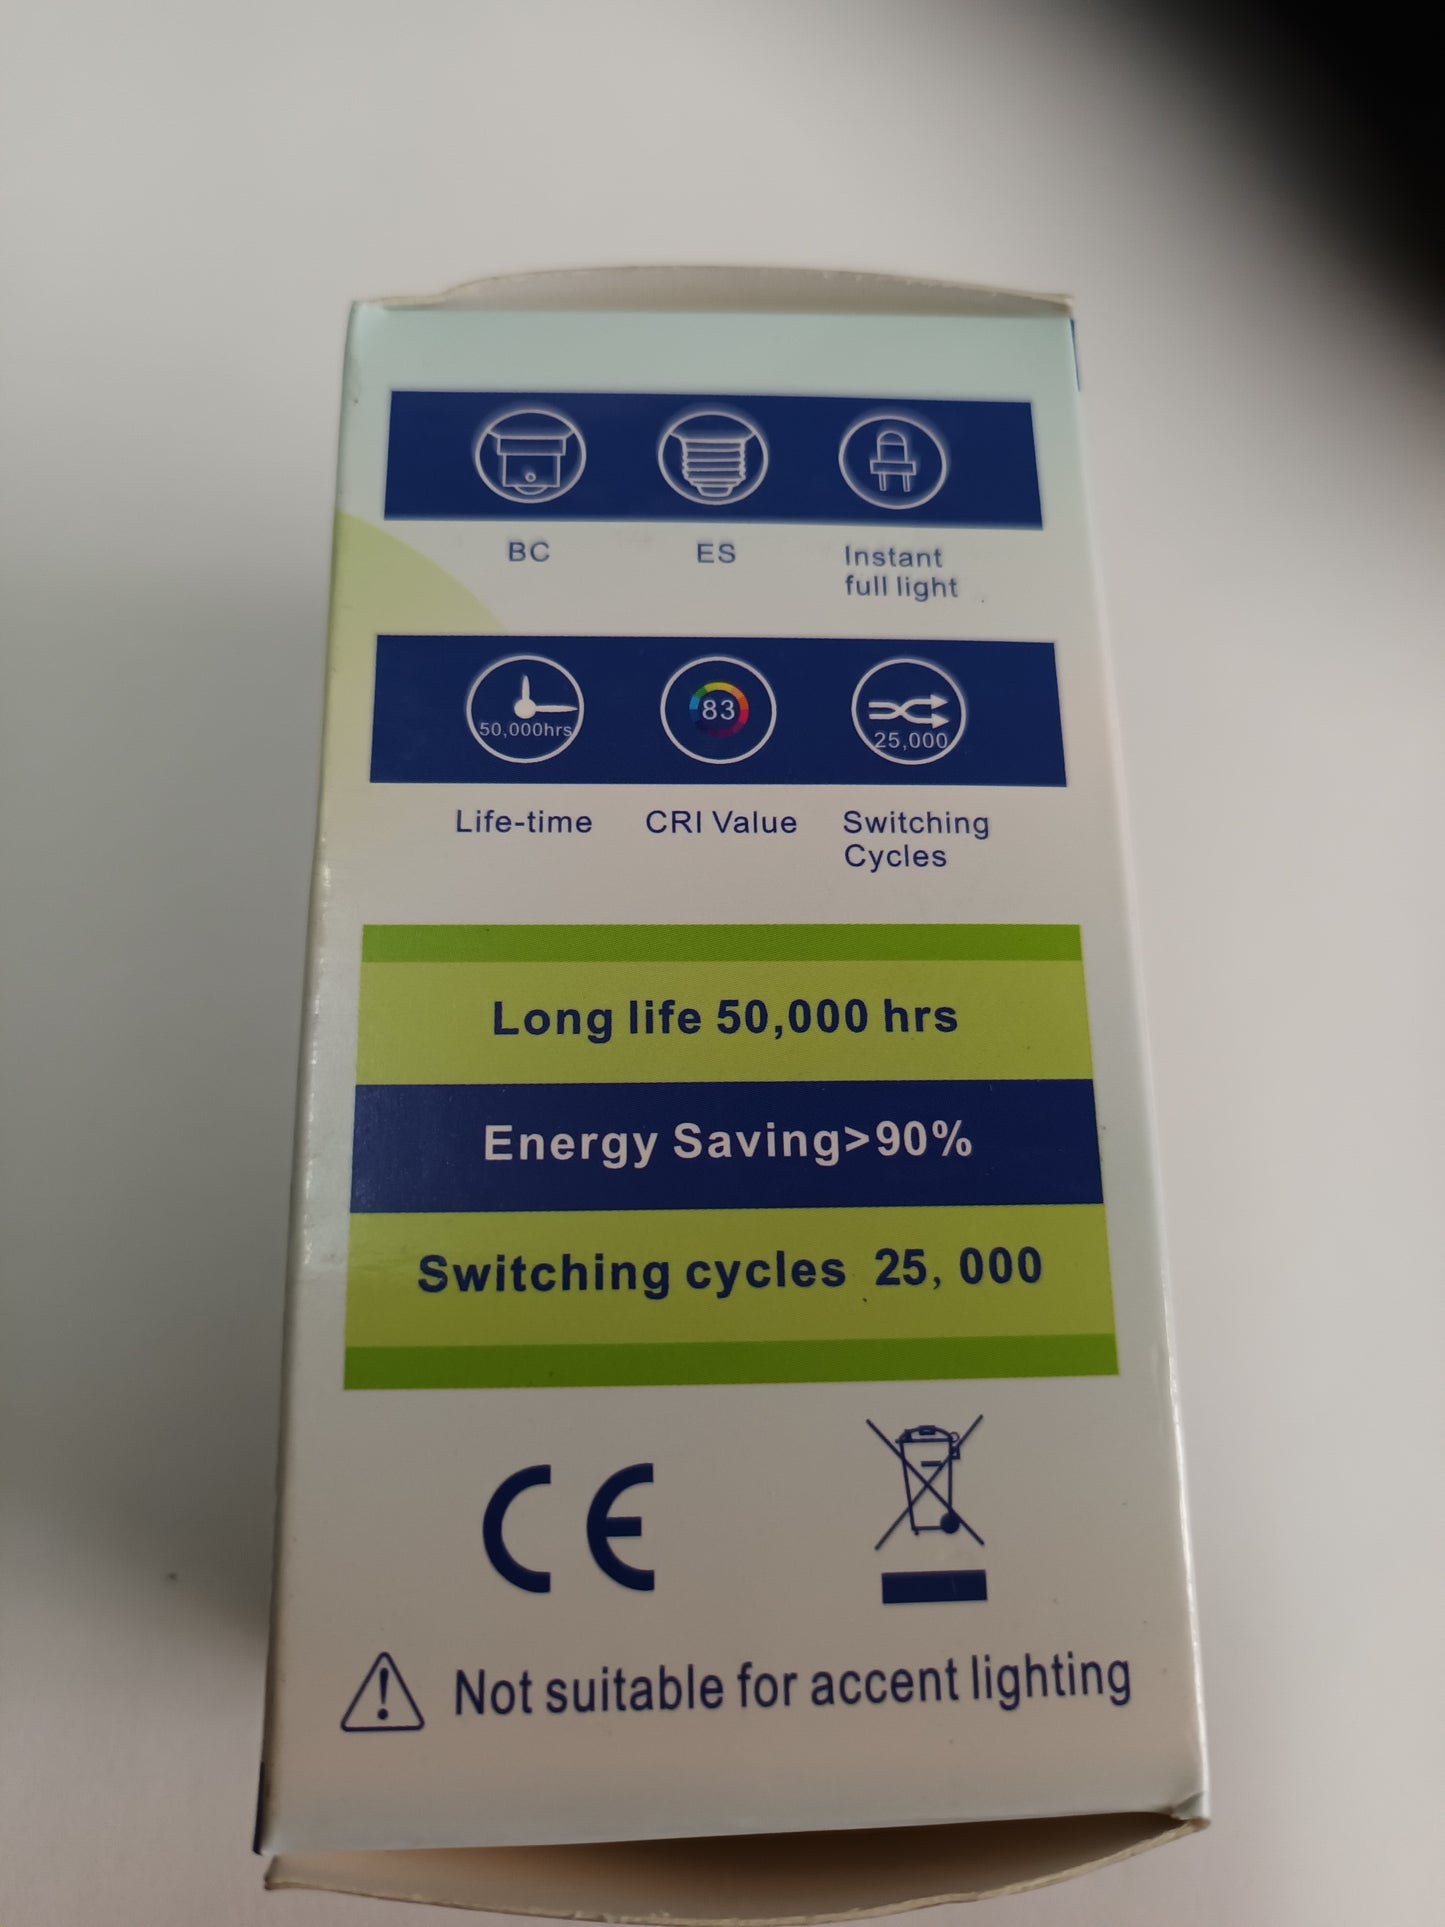 BC ES Instant
full light
50,000hrs 83 25,000
Life-time CRI Value Switching
Cycles
Long life 50,000 hrs
Energy Saving>90%
Switching cycles 25, 000
CE
Not suitable for accent lighting